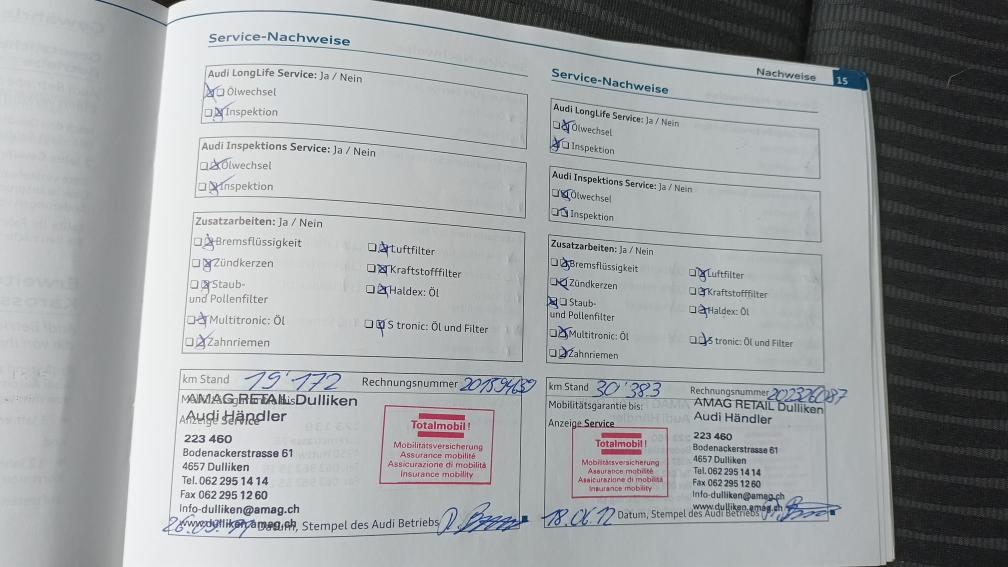 Service-Nachweise
Audi LongLife Service: Ja / Nein
Ölwechsel
Inspektion
Audi Inspektions Service: Ja / Nein
Ölwechsel
Inspektion
Zusatzarbeiten: Ja / Nein
Bremsflüssigkeit
Luftfilter
Zündkerzen
Kraftstofffilter
Staub-
und Pollenfilter
Haldex: Öl
Multitronic: Öl
S tronic: Öl und Filter
Zahnriemen
km Stand 19'172 Rechnungsnummer
AMAG RETAIL Dulliken
Audi Händler
Anzeige Service
223 460
Bodenackerstrasse 61
4657 Dulliken
Tel. 062 295 14 14
Fax 062 295 12 60
Info-dulliken@amag.ch
www.dulliken.amag.ch
Totalmobil!
Mobilitätsversicherung
Assurance mobilité
Assicurazione di mobilità
Insurance mobility
Datum, Stempel des Audi Betriebs
Nachweise 15
Service-Nachweise
Audi LongLife Service: Ja / Nein
Ölwechsel
Inspektion
Audi Inspektions Service: Ja / Nein
Ölwechsel
Inspektion
Zusatzarbeiten: Ja / Nein
Bremsflüssigkeit
Luftfilter
Zündkerzen
Kraftstofffilter
Staub-
und Pollenfilter
Haldex: Öl
Multitronic: Öl
S tronic: Öl und Filter
Zahnriemen
km Stand 30'383 Rechnungsnummer
Mobilitätsgarantie bis:
AMAG RETAIL Dulliken
Audi Händler
Anzeige Service
Totalmobil!
Mobilitätsversicherung
Assurance mobilité
Assicurazione di mobilità
Insurance mobility
223 460
Bodenackerstrasse 61
4657 Dulliken
Tel. 062 295 14 14
Fax 062 295 12 60
Info-dulliken@amag.ch
www.dulliken.amag.ch
18.06.12 Datum, Stempel des Audi Betriebs